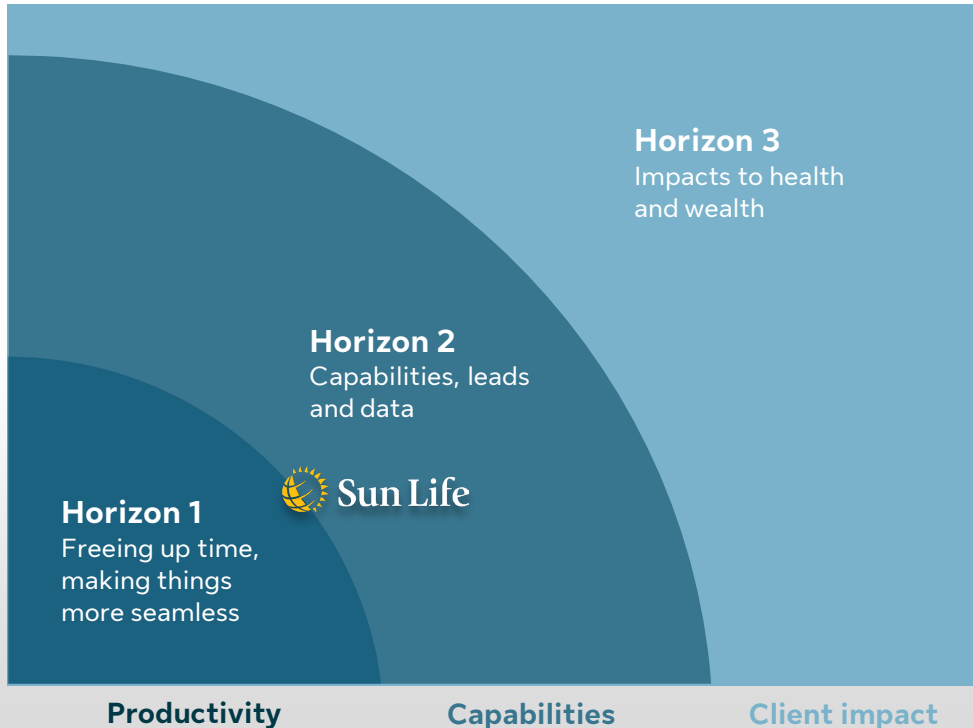 Horizon 3
Impacts to health
and wealth
Horizon 2
Capabilities, leads
and data
Sun Life
Horizon 1
Freeing up time,
making things
more seamless
Productivity
Capabilities
Client impact